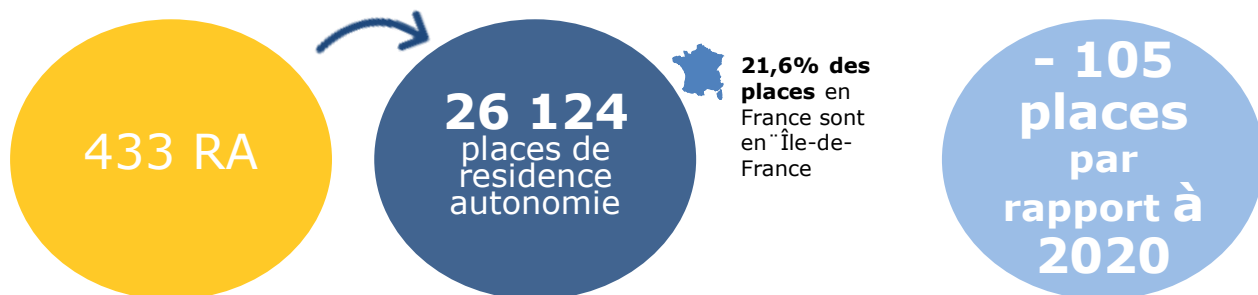 433 RA
26 124
places de
residence
autonomie
21,6% des
places en
France sont
en¨Île-de-
France
- 105
places
par
rapport à
2020